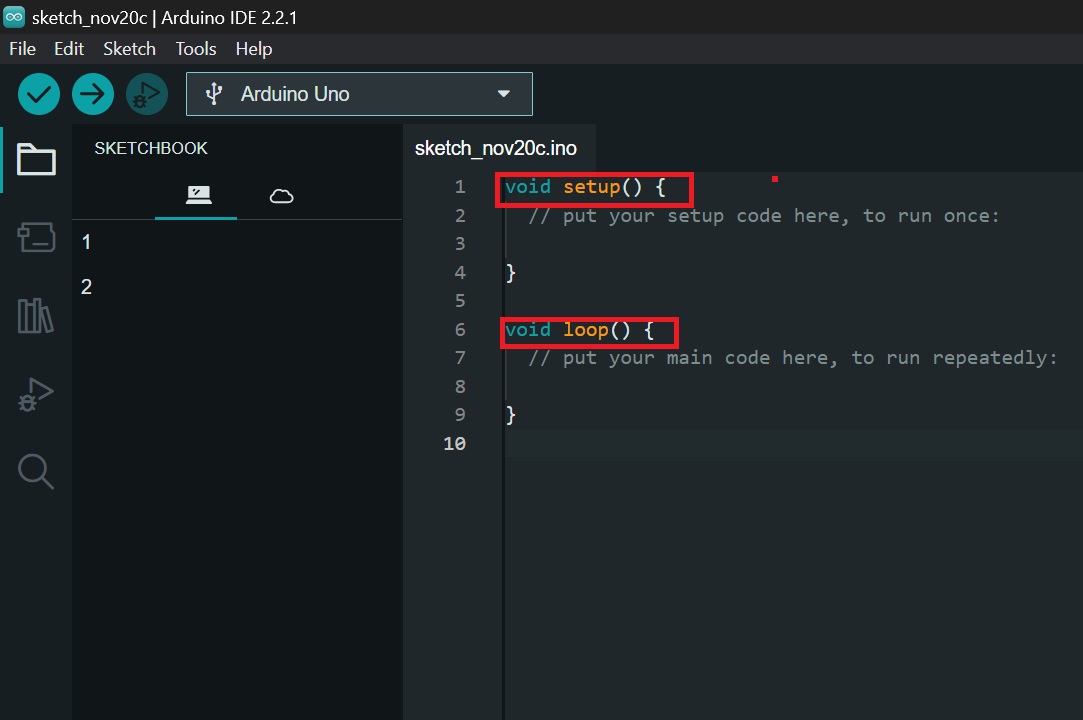 sketch_nov20c | Arduino IDE 2.2.1
File Edit Sketch Tools Help
Arduino Uno
SKETCHBOOK
1
2
sketch_nov20c.ino
1 void setup() {
2   // put your setup code here, to run once:
3
4 }
5
6 void loop() {
7   // put your main code here, to run repeatedly:
8
9 }
10